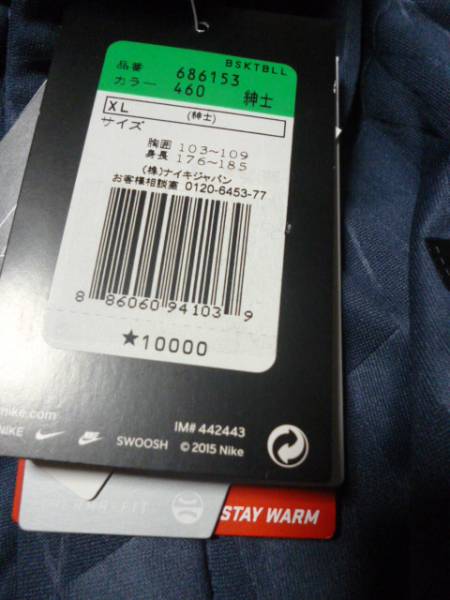 BSKTBLL
品番 686153
カラー 460 紳士
XL (紳士)
サイズ
胸囲 103~109
身長 176~185
(株)ナイキジャパン
お客様相談室 0120-6453-77
8 86060 94103 9
★10000
nike.com
IM# 442443
NIKE SWOOSH © 2015 Nike
STAY WARM